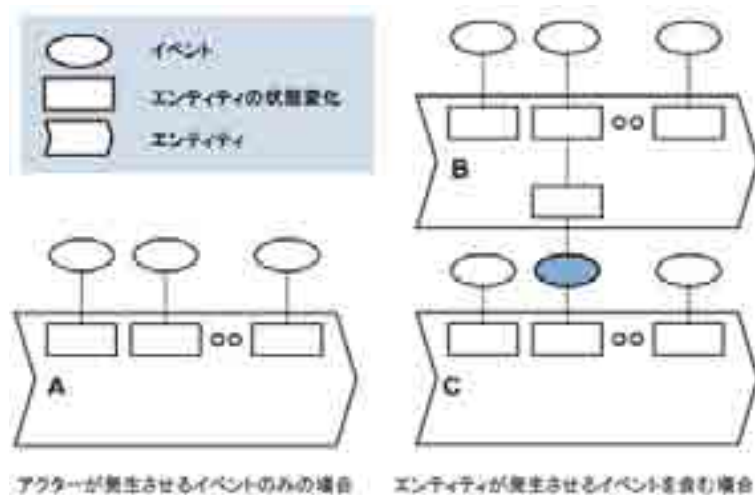 イベント
エンティティの状態変化
エンティティ
B
A
C
アクターが発生させるイベントのみの場合
エンティティが発生させるイベントを含む場合